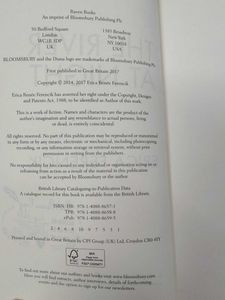 Raven Books
An imprint of Bloomsbury Publishing Plc
50 Bedford Square 1385 Broadway
London New York
WC1B 3DP NY 10018
UK USA
BLOOMSBURY and the Diana logo are trademarks of Bloomsbury Publishing Plc
First published in Great Britain 2017
Copyright © 2014, 2017 Erica Ferencik
Erica Ferencik has asserted her right under the Copyright, Designs
and Patents Act, 1988, to be identified as Author of this work.
This is a work of fiction. Names and characters are the product of the
author's imagination and any resemblance to actual persons, living
or dead, is entirely coincidental.
All rights reserved. No part of this publication may be reproduced or transmitted
in any form or by any means, electronic or mechanical, including photocopying,
recording, or any information storage or retrieval system, without prior
permission in writing from the publishers.
No responsibility for loss caused to any individual or organization acting on or
refraining from action as a result of the material in this publication
can be accepted by Bloomsbury or the author.
British Library Cataloguing-in-Publication Data
A catalogue record for this book is available from the British Library.
ISBN: HB:
TPB:
ePub:
2 4 6 8 10 9 7 5 3 1
Printed and bound in Great Britain by CPI Group (UK) Ltd, Croydon CR0 4YY
MIX
FSC
To find out more about our authors and books visit www.bloomsbury.com.
Here you will find extracts, author interviews, details of forthcoming
events and the option to sign up for our newsletters.